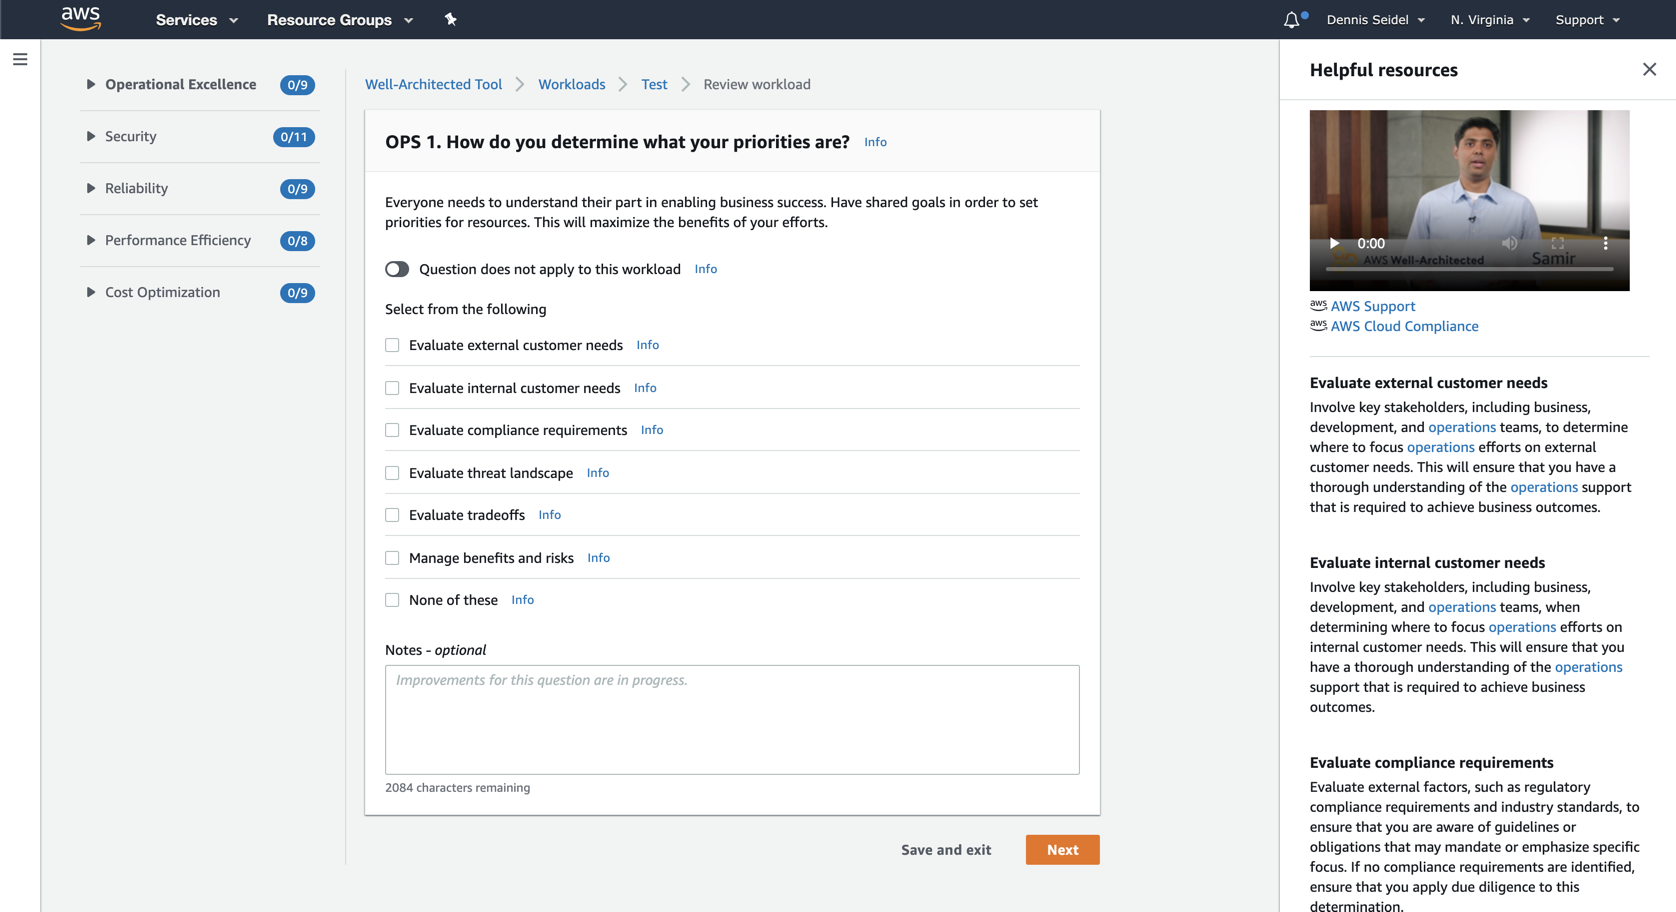 aws
Services
Resource Groups
Dennis Seidel
N. Virginia
Support
Operational Excellence 0/9
Security 0/11
Reliability 0/9
Performance Efficiency 0/8
Cost Optimization 0/9
Well-Architected Tool
Workloads
Test
Review workload
OPS 1. How do you determine what your priorities are? Info
Everyone needs to understand their part in enabling business success. Have shared goals in order to set
priorities for resources. This will maximize the benefits of your efforts.
Question does not apply to this workload Info
Select from the following
Evaluate external customer needs Info
Evaluate internal customer needs Info
Evaluate compliance requirements Info
Evaluate threat landscape Info
Evaluate tradeoffs Info
Manage benefits and risks Info
None of these Info
Notes - optional
Improvements for this question are in progress.
2084 characters remaining
Save and exit
Next
Helpful resources
0:00
AWS Well-Architected
Samir
aws AWS Support
aws AWS Cloud Compliance
Evaluate external customer needs
Involve key stakeholders, including business,
development, and operations teams, to determine
where to focus operations efforts on external
customer needs. This will ensure that you have a
thorough understanding of the operations support
that is required to achieve business outcomes.
Evaluate internal customer needs
Involve key stakeholders, including business,
development, and operations teams, when
determining where to focus operations efforts on
internal customer needs. This will ensure that you
have a thorough understanding of the operations
support that is required to achieve business
outcomes.
Evaluate compliance requirements
Evaluate external factors, such as regulatory
compliance requirements and industry standards, to
ensure that you are aware of guidelines or
obligations that may mandate or emphasize specific
focus. If no compliance requirements are identified,
ensure that you apply due diligence to this
determination.